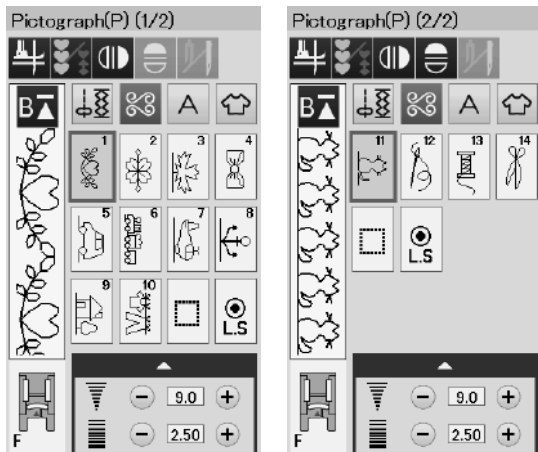 Pictograph(P) (1/2)
B
A
1 2 3 4
5 6 7 8
9 10
L.S
9.0
2.50
F
Pictograph(P) (2/2)
B
A
11 12 13 14
L.S
9.0
2.50
F